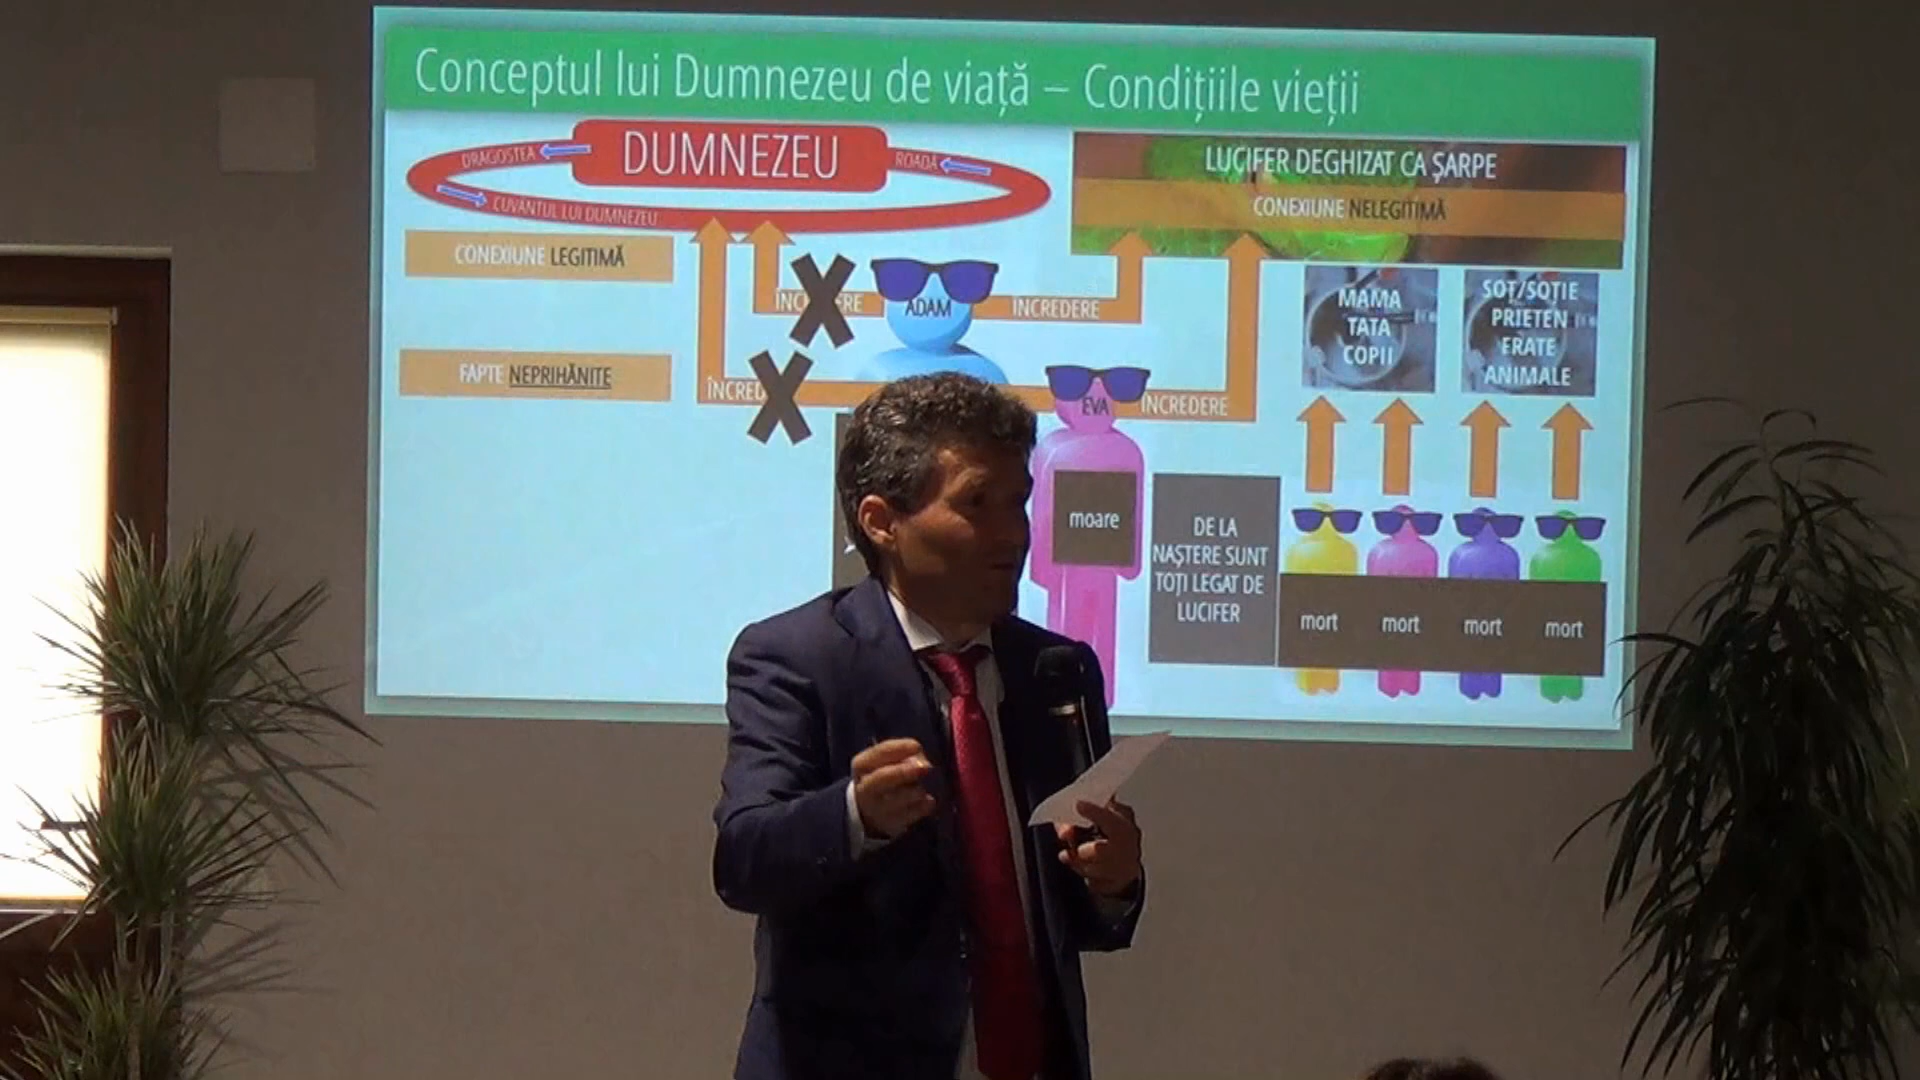 Conceptul lui Dumnezeu de viață – Condițiile vieții
DRAGOSTEA
DUMNEZEU
ROADĂ
CUVÂNTUL LUI DUMNEZEU
LUCIFER DEGHIZAT CA ȘARPE
CONEXIUNE NELEGITIMĂ
CONEXIUNE LEGITIMĂ
ADAM
ÎNCREDERE
MAMA
TATA
COPII
SOȚ/SOȚIE
PRIETEN
FRATE
ANIMALE
FAPTE NEPRIHĂNITE
EVA
ÎNCREDERE
moare
DE LA
NAȘTERE SUNT
TOȚI LEGAT DE
LUCIFER
mort
mort
mort
mort